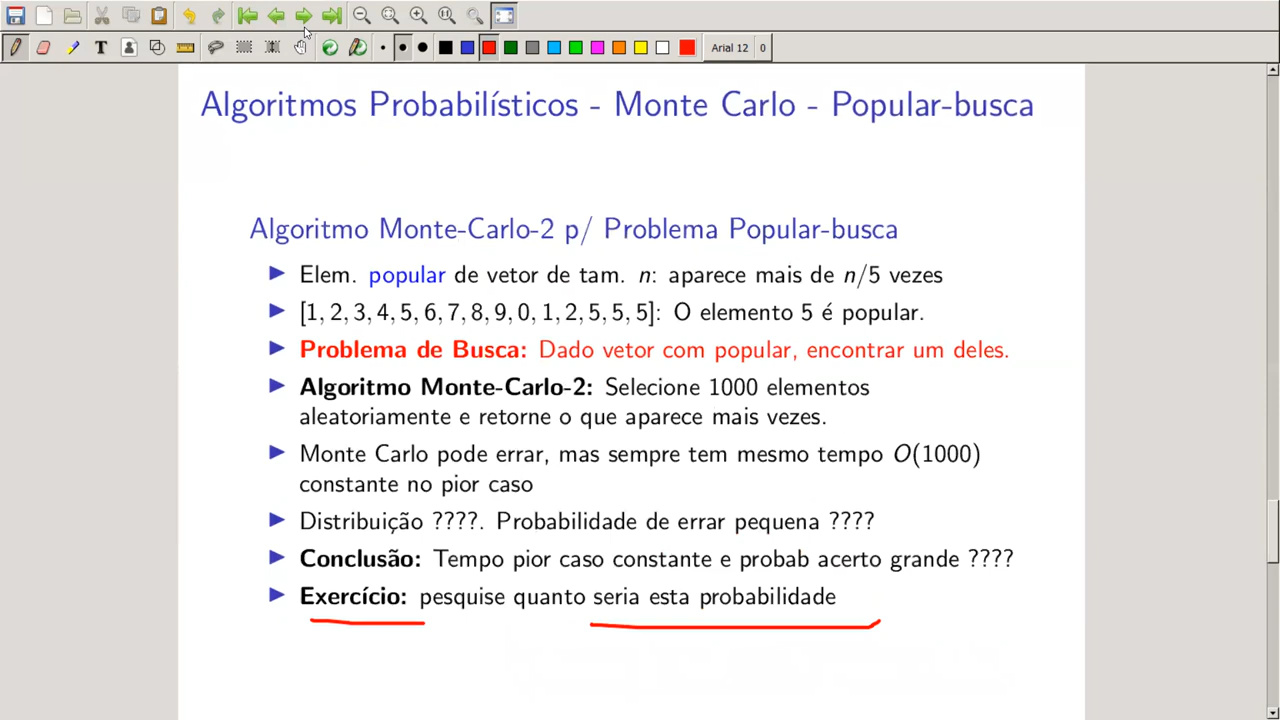 T
Arial 12 0
Algoritmos Probabilísticos - Monte Carlo - Popular-busca
Algoritmo Monte-Carlo-2 p/ Problema Popular-busca
Elem. popular de vetor de tam. n: aparece mais de n/5 vezes
[1, 2, 3, 4, 5, 6, 7, 8, 9, 0, 1, 2, 5, 5, 5]: O elemento 5 é popular.
Problema de Busca: Dado vetor com popular, encontrar um deles.
Algoritmo Monte-Carlo-2: Selecione 1000 elementos
aleatoriamente e retorne o que aparece mais vezes.
Monte Carlo pode errar, mas sempre tem mesmo tempo O(1000)
constante no pior caso
Distribuição ????. Probabilidade de errar pequena ????
Conclusão: Tempo pior caso constante e probab acerto grande ????
Exercício: pesquise quanto seria esta probabilidade